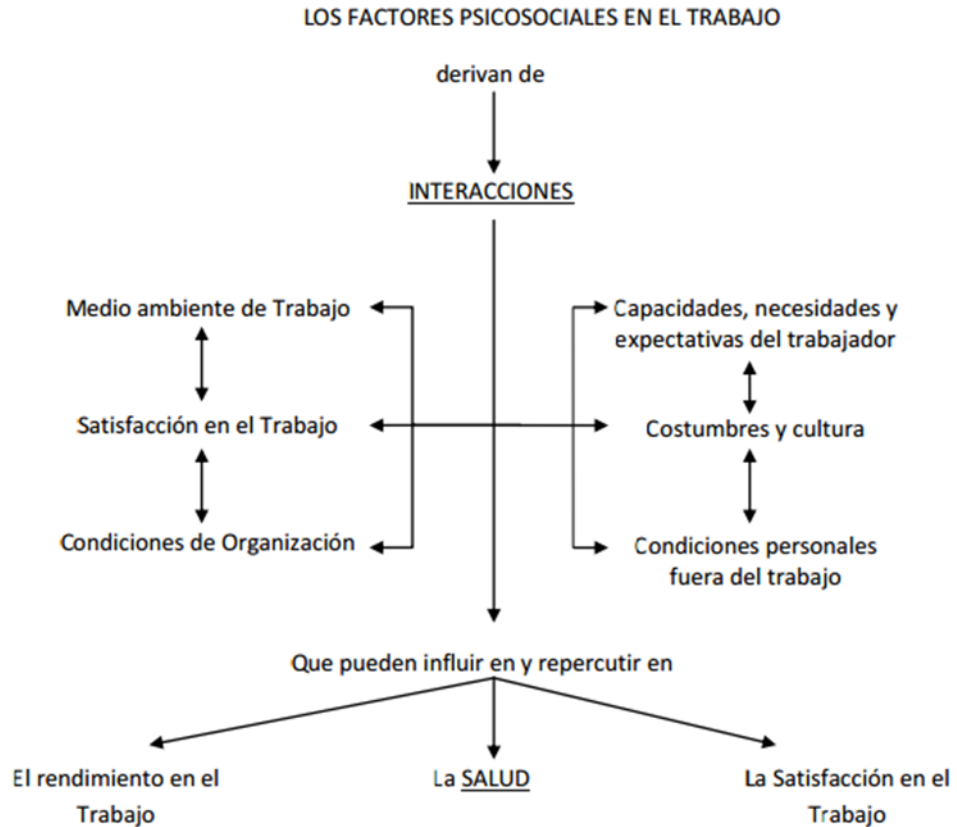 LOS FACTORES PSICOSOCIALES EN EL TRABAJO
derivan de
INTERACCIONES
Medio ambiente de Trabajo
Capacidades, necesidades y
expectativas del trabajador
Satisfacción en el Trabajo
Costumbres y cultura
Condiciones de Organización
Condiciones personales
fuera del trabajo
Que pueden influir en y repercutir en
El rendimiento en el
Trabajo
La SALUD
La Satisfacción en el
Trabajo